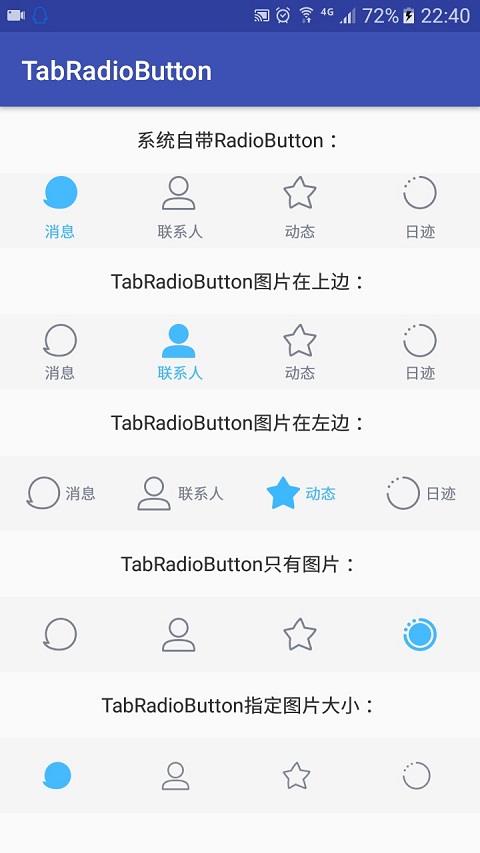 4G 72% 22:40
TabRadioButton
系统自带RadioButton：
消息 联系人 动态 日迹
TabRadioButton图片在上边：
消息 联系人 动态 日迹
TabRadioButton图片在左边：
消息 联系人 动态 日迹
TabRadioButton只有图片：
TabRadioButton指定图片大小：